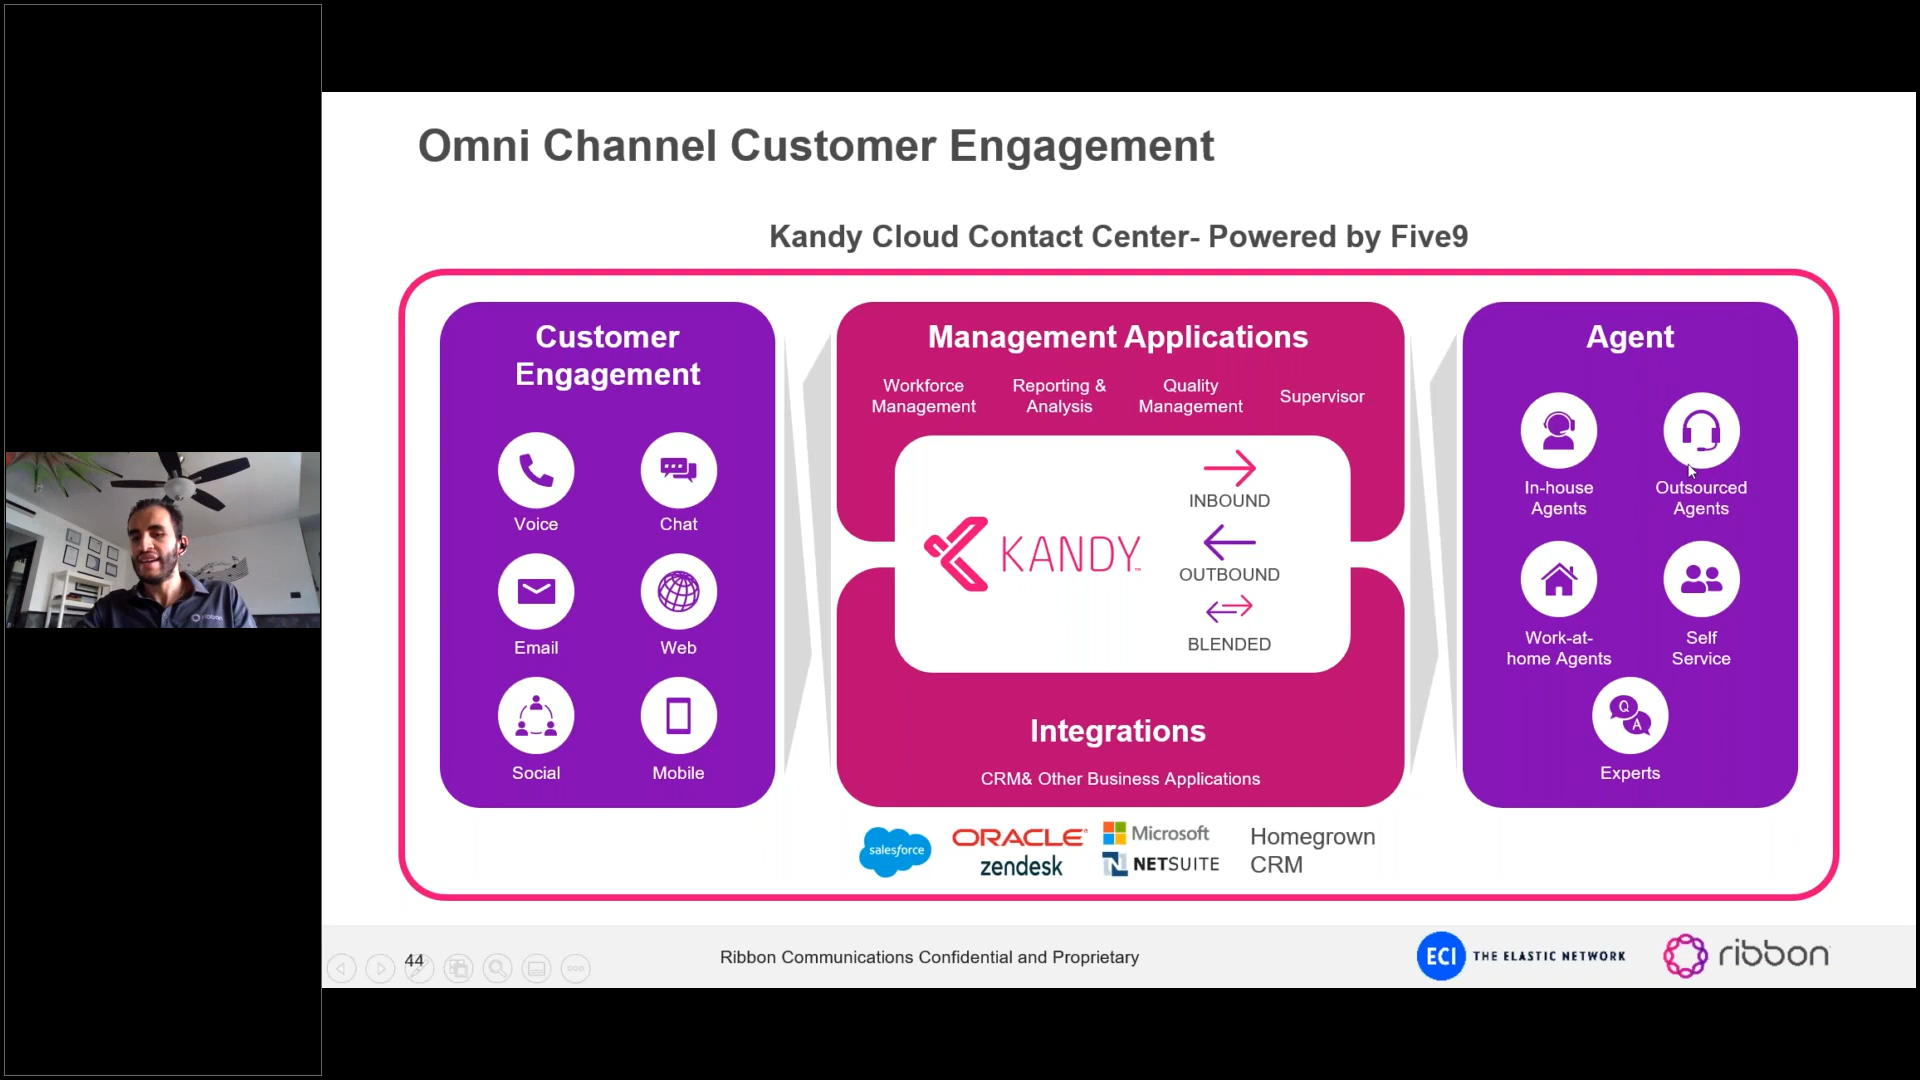 Omni Channel Customer Engagement
Kandy Cloud Contact Center- Powered by Five9
Customer
Engagement
Voice
Chat
Email
Web
Social
Mobile
Management Applications
Workforce
Management
Reporting &
Analysis
Quality
Management
Supervisor
KANDY
INBOUND
OUTBOUND
BLENDED
Integrations
CRM& Other Business Applications
salesforce
ORACLE
zendesk
Microsoft
NETSUITE
Homegrown
CRM
Agent
In-house
Agents
Outsourced
Agents
Work-at-
home Agents
Self
Service
Q
A
Experts
44
Ribbon Communications Confidential and Proprietary
ECI THE ELASTIC NETWORK
ribbon
ribbon